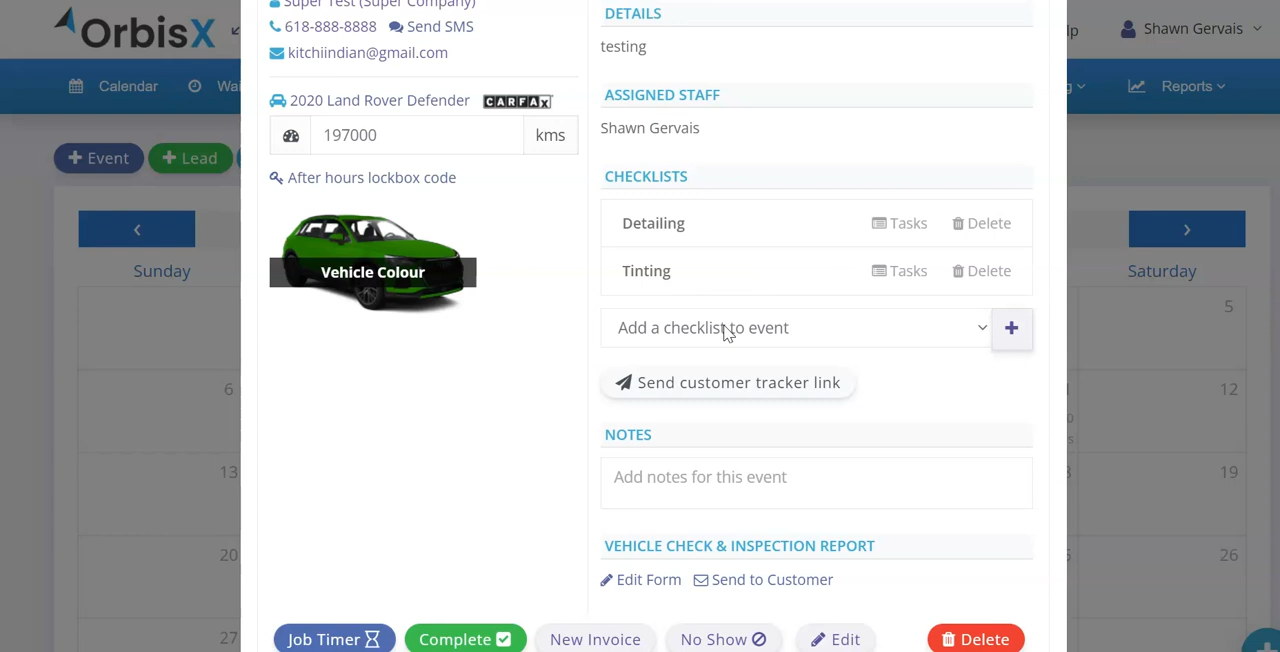 Super Test (Super Company)
618-888-8888 Send SMS
kitchiindian@gmail.com
2020 Land Rover Defender CARFAX
197000 kms
After hours lockbox code
Vehicle Colour
DETAILS
testing
ASSIGNED STAFF
Shawn Gervais
CHECKLISTS
Detailing Tasks Delete
Tinting Tasks Delete
Add a checklist to event
Send customer tracker link
NOTES
Add notes for this event
VEHICLE CHECK & INSPECTION REPORT
Edit Form Send to Customer
Job Timer Complete New Invoice No Show Edit Delete
OrbisX
Shawn Gervais
Calendar Wai
Reports
Event Lead
Sunday Saturday
5
6 12
13 19
20 26
27